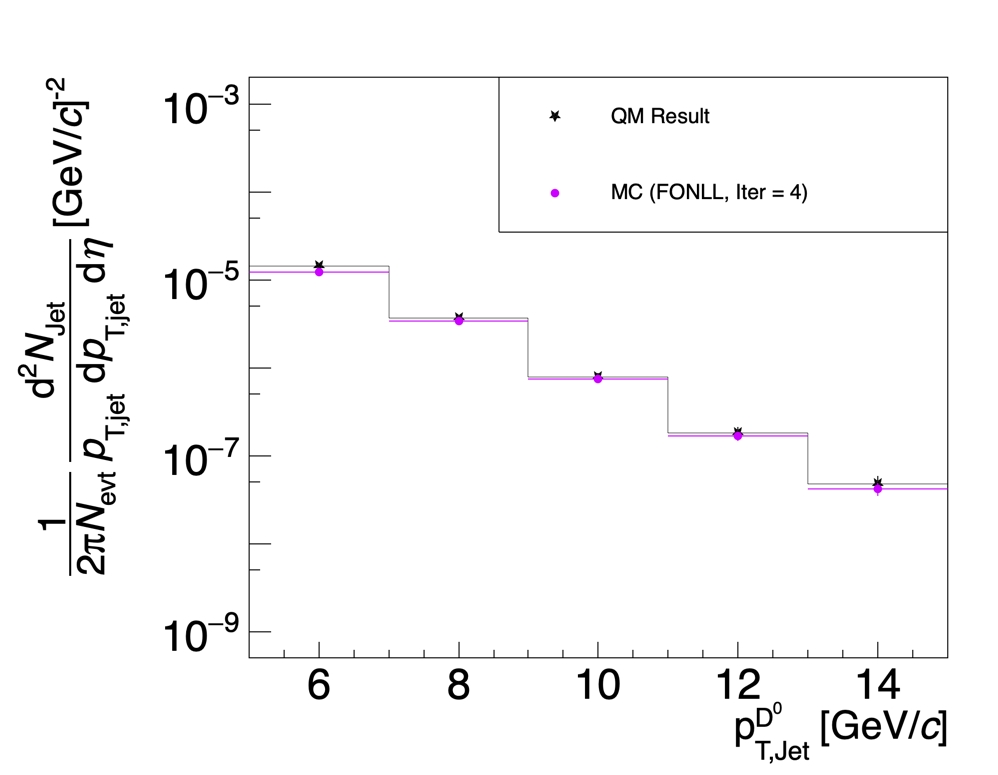 QM Result
MC (FONLL, Iter = 4)
10⁻³
10⁻⁵
10⁻⁷
10⁻⁹
1/2πN_evt d²N_Jet/p_T,jet dp_T,jet dη [GeV/c]⁻²
6 8 10 12 14
p_T,Jet^D⁰ [GeV/c]